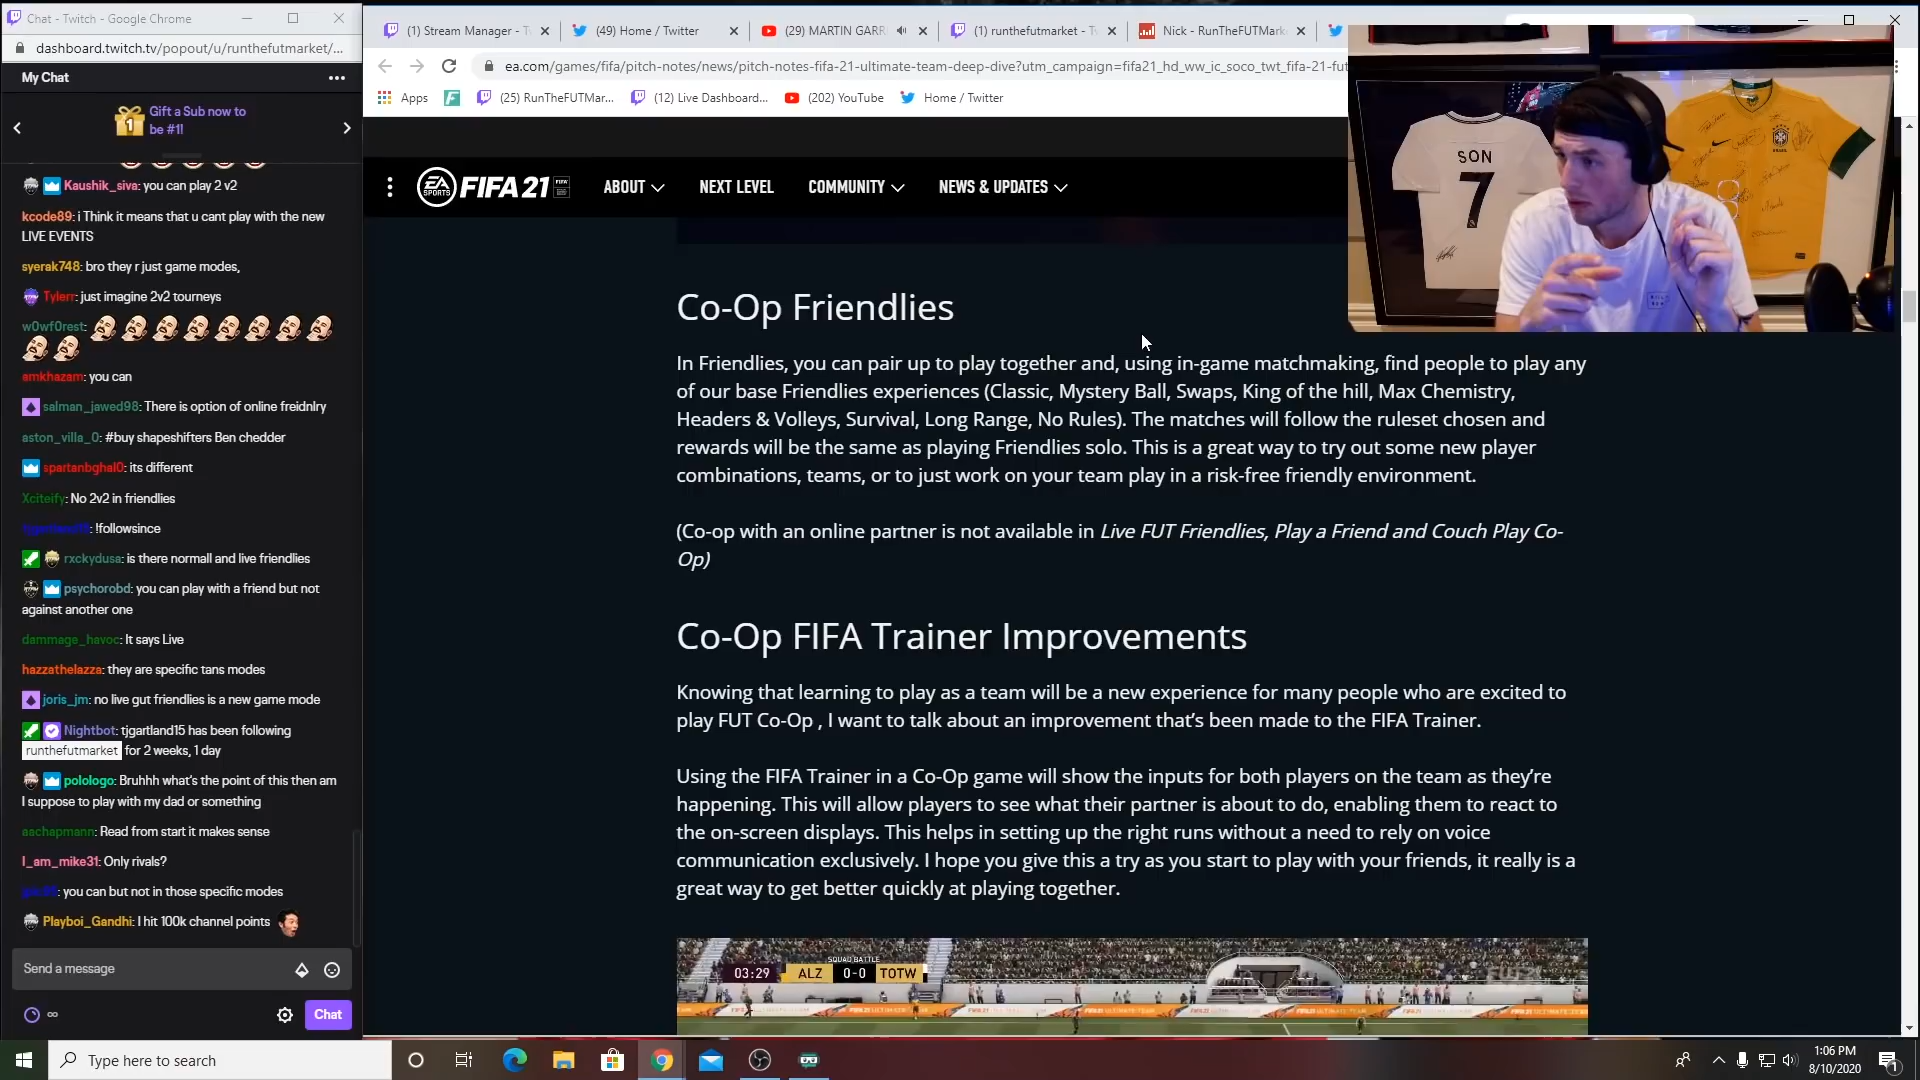 Chat - Twitch - Google Chrome
dashboard.twitch.tv/popout/u/runthefutmarket/...
My Chat
Gift a Sub now to
be #1!
Kaushik_siva: you can play 2 v2
kcode89: i Think it means that u cant play with the new
LIVE EVENTS
syerak748: bro they r just game modes,
Tylerr: just imagine 2v2 tourneys
w0wf0rest:
amkhazam: you can
salman_jawed98: There is option of online freidnlry
aston_villa_0: #buy shapeshifters Ben chedder
spartanbghal0: its different
Xciteify: No 2v2 in friendlies
: !followsince
rxckydusa: is there normall and live friendlies
psychorobd: you can play with a friend but not
against another one
dammage_havoc: It says Live
hazzathelazza: they are specific tans modes
joris_jm: no live gut friendlies is a new game mode
Nightbot: tjgartland15 has been following
runthefutmarket for 2 weeks, 1 day
pologo: Bruhhh what's the point of this then am
I suppose to play with my dad or something
aachapmann: Read from start it makes sense
I_am_mike31: Only rivals?
: you can but not in those specific modes
Playboi_Gandhi: I hit 100k channel points
Send a message
Chat
(1) Stream Manager - T
(49) Home / Twitter
(29) MARTIN GARR
(1) runthefutmarket - Tw
Nick - RunTheFUTMark
ea.com/games/fifa/pitch-notes/news/pitch-notes-fifa-21-ultimate-team-deep-dive?utm_campaign=fifa21_hd_ww_ic_soco_twt_fifa-21-fut
Apps
(25) RunTheFUTMar...
(12) Live Dashboard...
(202) YouTube
Home / Twitter
EA SPORTS FIFA 21
ABOUT
NEXT LEVEL
COMMUNITY
NEWS & UPDATES
SON
7
Co-Op Friendlies
In Friendlies, you can pair up to play together and, using in-game matchmaking, find people to play any
of our base Friendlies experiences (Classic, Mystery Ball, Swaps, King of the hill, Max Chemistry,
Headers & Volleys, Survival, Long Range, No Rules). The matches will follow the ruleset chosen and
rewards will be the same as playing Friendlies solo. This is a great way to try out some new player
combinations, teams, or to just work on your team play in a risk-free friendly environment.
(Co-op with an online partner is not available in Live FUT Friendlies, Play a Friend and Couch Play Co-
Op)
Co-Op FIFA Trainer Improvements
Knowing that learning to play as a team will be a new experience for many people who are excited to
play FUT Co-Op , I want to talk about an improvement that's been made to the FIFA Trainer.
Using the FIFA Trainer in a Co-Op game will show the inputs for both players on the team as they're
happening. This will allow players to see what their partner is about to do, enabling them to react to
the on-screen displays. This helps in setting up the right runs without a need to rely on voice
communication exclusively. I hope you give this a try as you start to play with your friends, it really is a
great way to get better quickly at playing together.
SQUAD BATTLE
03:29 ALZ 0-0 TOTW
Type here to search
1:06 PM
8/10/2020
1